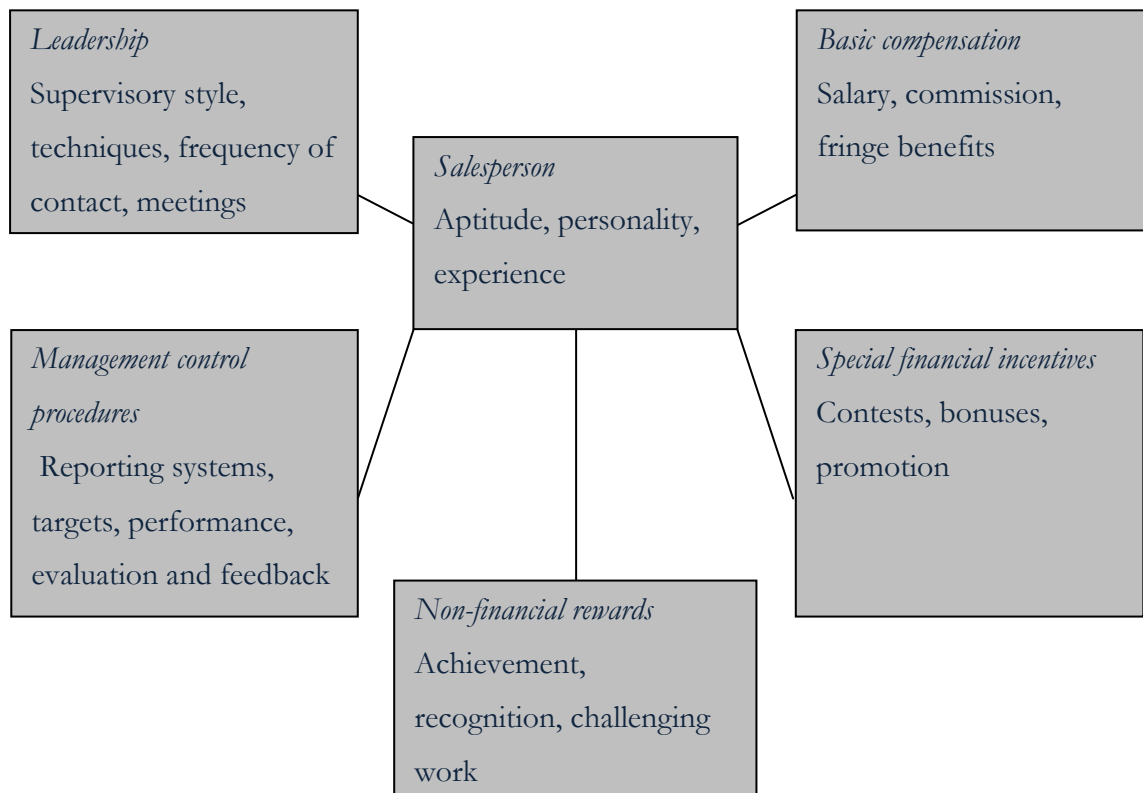 Leadership
Supervisory style,
techniques, frequency of
contact, meetings
Basic compensation
Salary, commission,
fringe benefits
Salesperson
Aptitude, personality,
experience
Management control
procedures
Reporting systems,
targets, performance,
evaluation and feedback
Special financial incentives
Contests, bonuses,
promotion
Non-financial rewards
Achievement,
recognition, challenging
work